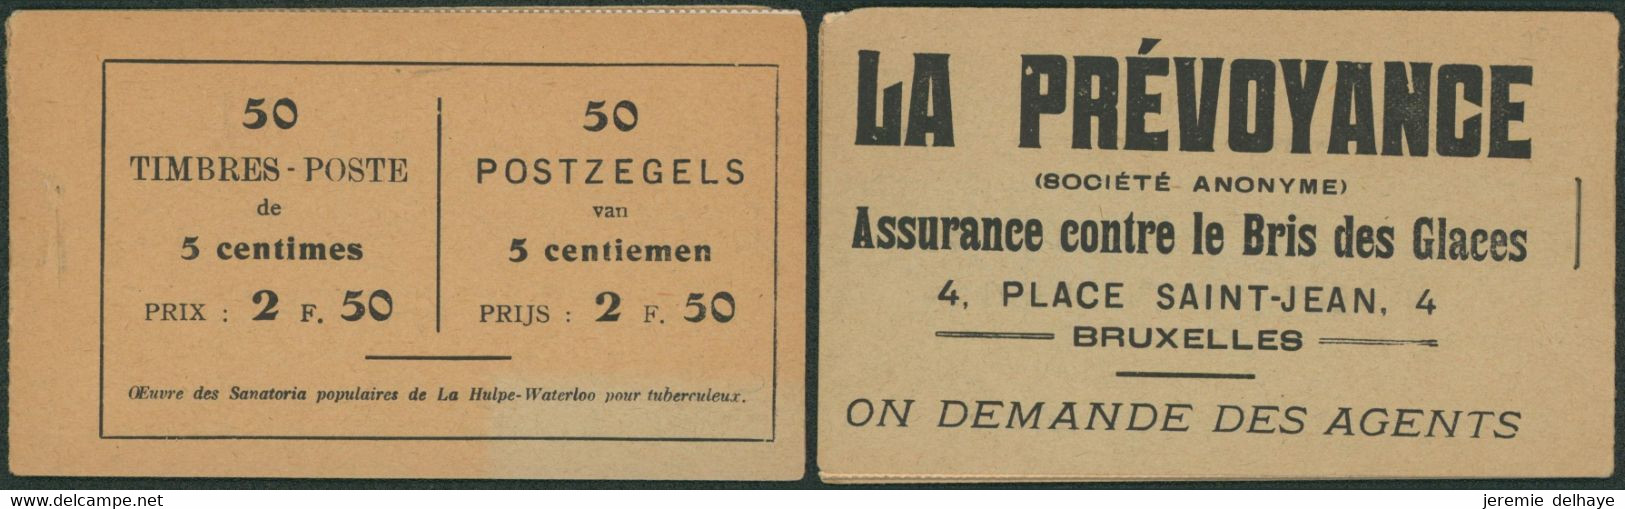 50
TIMBRES - POSTE
de
5 centimes
PRIX : 2 F. 50
50
POSTZEGELS
van
5 centiemen
PRIJS : 2 F. 50
Œuvre des Sanatoria populaires de La Hulpe-Waterloo pour tuberculeux.
LA PRÉVOYANCE
(SOCIÉTÉ ANONYME)
Assurance contre le Bris des Glaces
4, PLACE SAINT-JEAN, 4
BRUXELLES
ON DEMANDE DES AGENTS
www.delcampe.net
jeremie delhaye